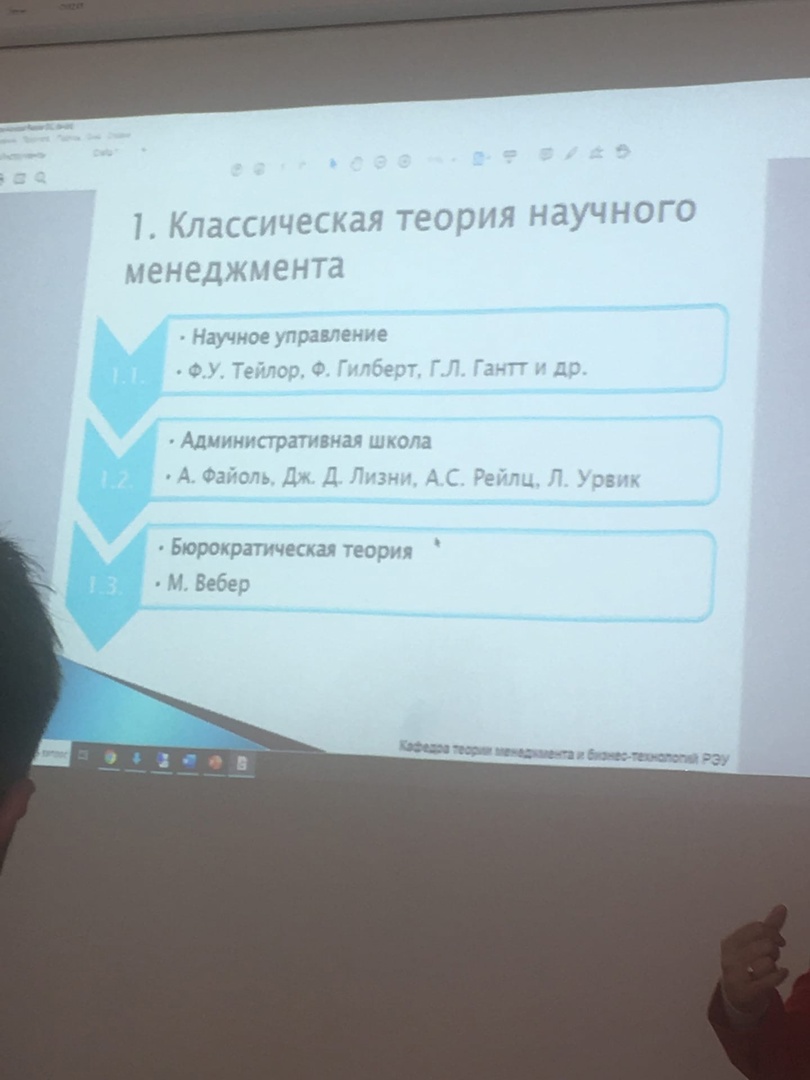 1. Классическая теория научного
менеджмента
1.1.
• Научное управление
• Ф.У. Тейлор, Ф. Гилберт, Г.Л. Гантт и др.
1.2.
• Административная школа
• А. Файоль, Дж. Д. Лизни, А.С. Рейлц, Л. Урвик
1.3.
• Бюрократическая теория
• М. Вебер
Кафедра теории менеджмента и бизнес-технологий РЭУ